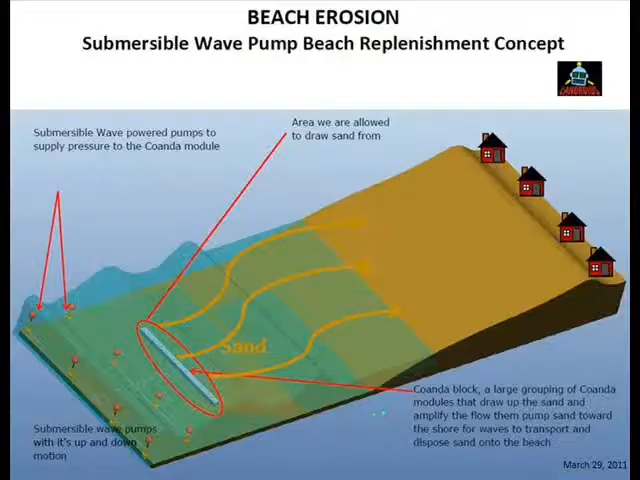 BEACH EROSION
Submersible Wave Pump Beach Replenishment Concept
Area we are allowed
to draw sand from
Submersible Wave powered pumps to
supply pressure to the Coanda module
Sand
Coanda block, a large grouping of Coanda
modules that draw up the sand and
amplify the flow them pump sand toward
the shore for waves to transport and
dispose sand onto the beach
Submersible wave pumps
with it's up and down
motion
March 29, 2011